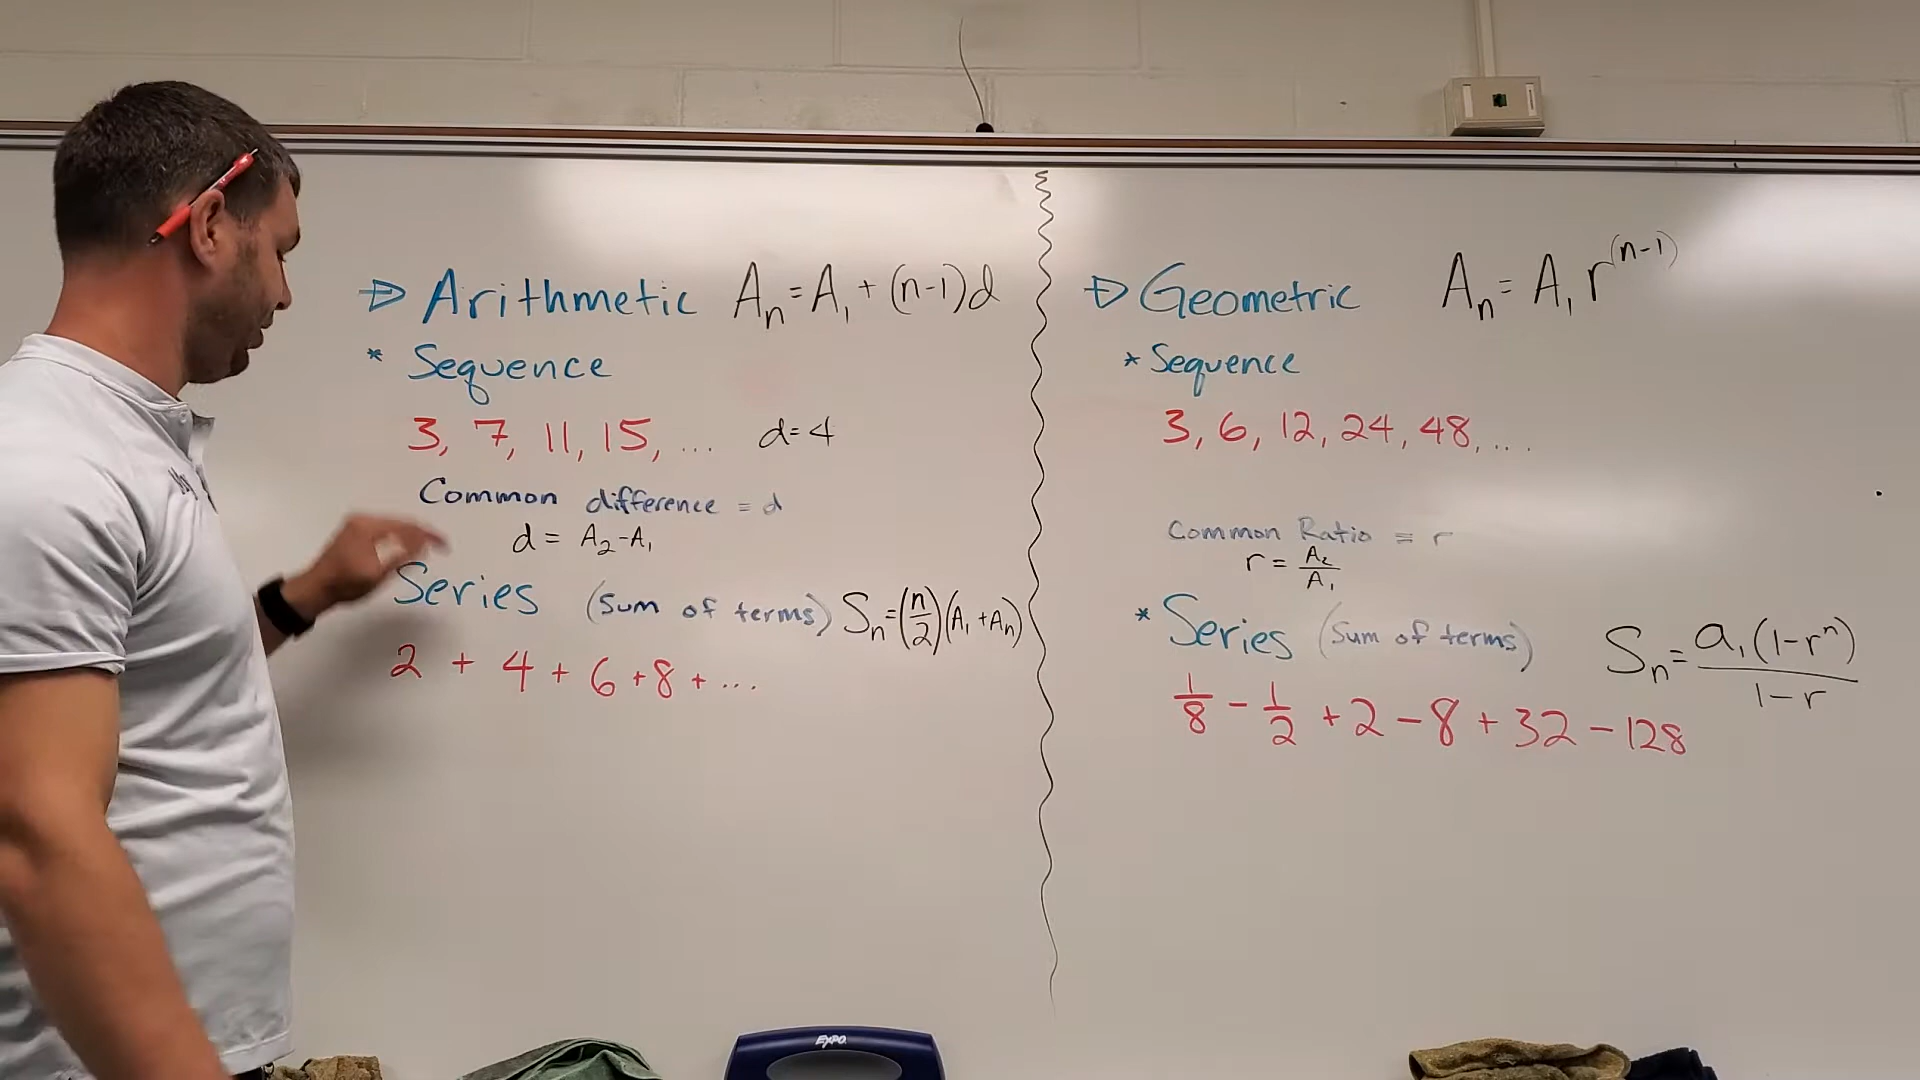 Arithmetic Aₙ = A₁ + (n-1)d
* Sequence
3, 7, 11, 15, ... d=4
Common difference = d
d = A₂-A₁
Series (sum of terms) Sₙ=(n/2)(A₁+Aₙ)
2 + 4 + 6 + 8 + ...
Geometric Aₙ = A₁ r⁽ⁿ⁻¹⁾
* Sequence
3, 6, 12, 24, 48, ...
Common Ratio = r
r = A₂/A₁
* Series (sum of terms) Sₙ = a₁(1-rⁿ)/1-r
1/8 - 1/2 + 2 - 8 + 32 - 128
EXPO